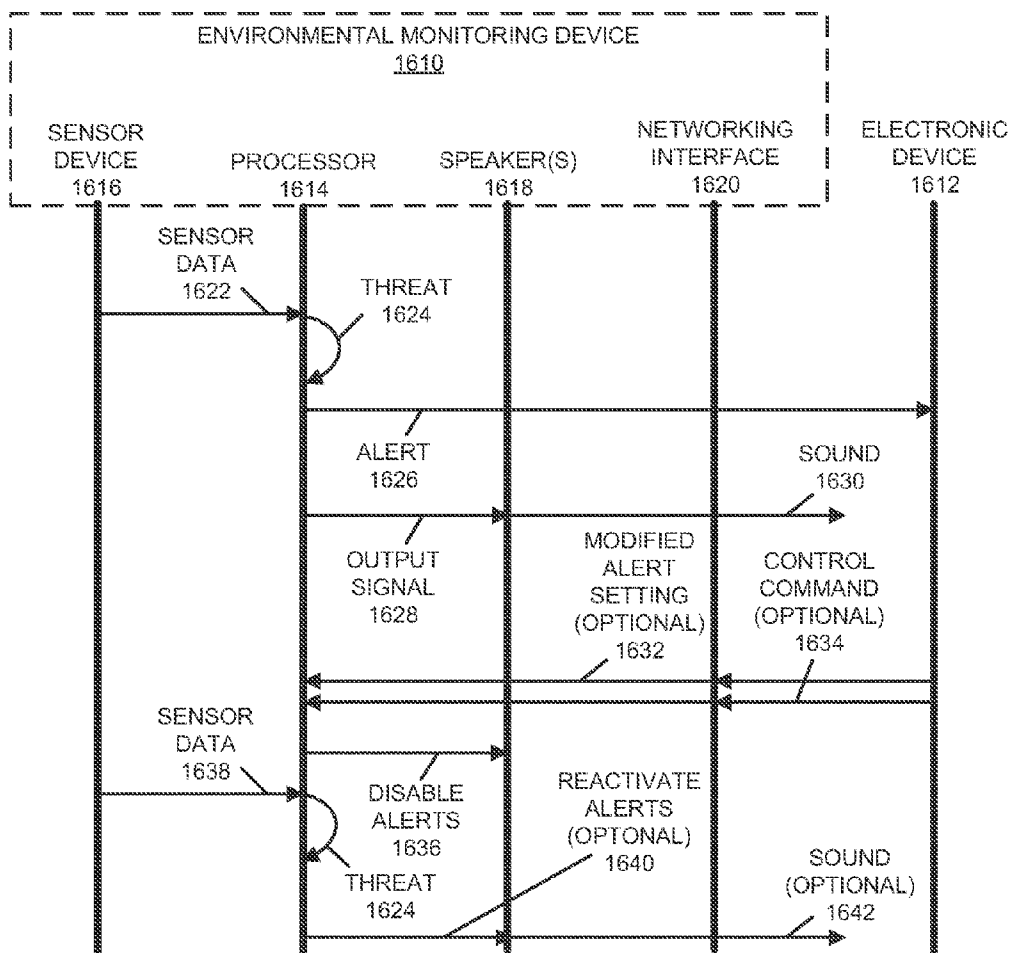 ENVIRONMENTAL MONITORING DEVICE
1610
SENSOR
DEVICE
1616
PROCESSOR
1614
SPEAKER(S)
1618
NETWORKING
INTERFACE
1620
ELECTRONIC
DEVICE
1612
SENSOR
DATA
1622
THREAT
1624
ALERT
1626
SOUND
1630
OUTPUT
SIGNAL
1628
MODIFIED
ALERT
SETTING
(OPTIONAL)
1632
CONTROL
COMMAND
(OPTIONAL)
1634
SENSOR
DATA
1638
DISABLE
ALERTS
1636
REACTIVATE
ALERTS
(OPTONAL)
1640
THREAT
1624
SOUND
(OPTIONAL)
1642